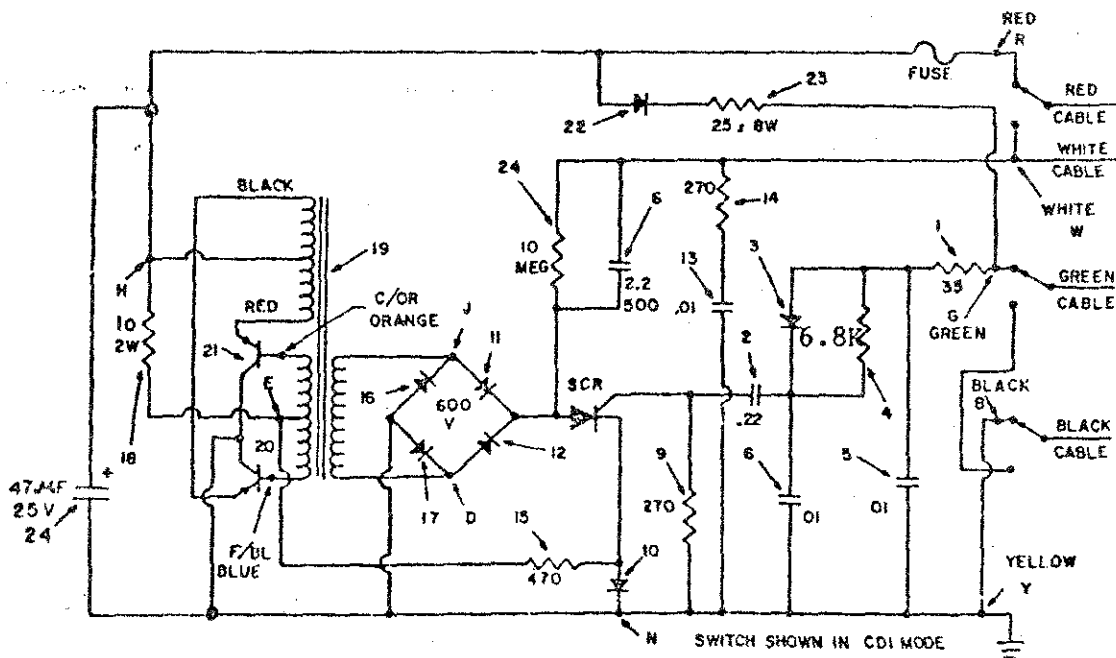 RED
R
FUSE
RED
CABLE
23
22
25Ω 8W
WHITE
CABLE
24
BLACK
270
14
6
WHITE
W
19
10
MEG
1
3
13
2.2
500
GREEN
CABLE
H
C/OR
ORANGE
J
RED
.01
35
G
GREEN
11
10
2W
21
6.8K
2
E
16
SCR
600
V
4
BLACK
B
.22
BLACK
CABLE
20
12
18
9
6
5
47MF
25V
24
+
17
D
270
.01
.01
F/BL
BLUE
15
10
470
YELLOW
Y
N
SWITCH SHOWN IN CDI MODE